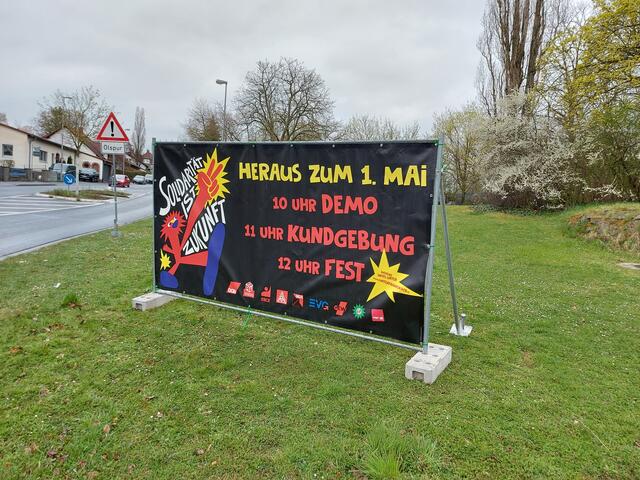 Ölspur
SOLIDARITÄT
IST
ZUKUNFT
HERAUS ZUM 1. MAI
10 UHR DEMO
11 UHR KUNDGEBUNG
12 UHR FEST
EVG